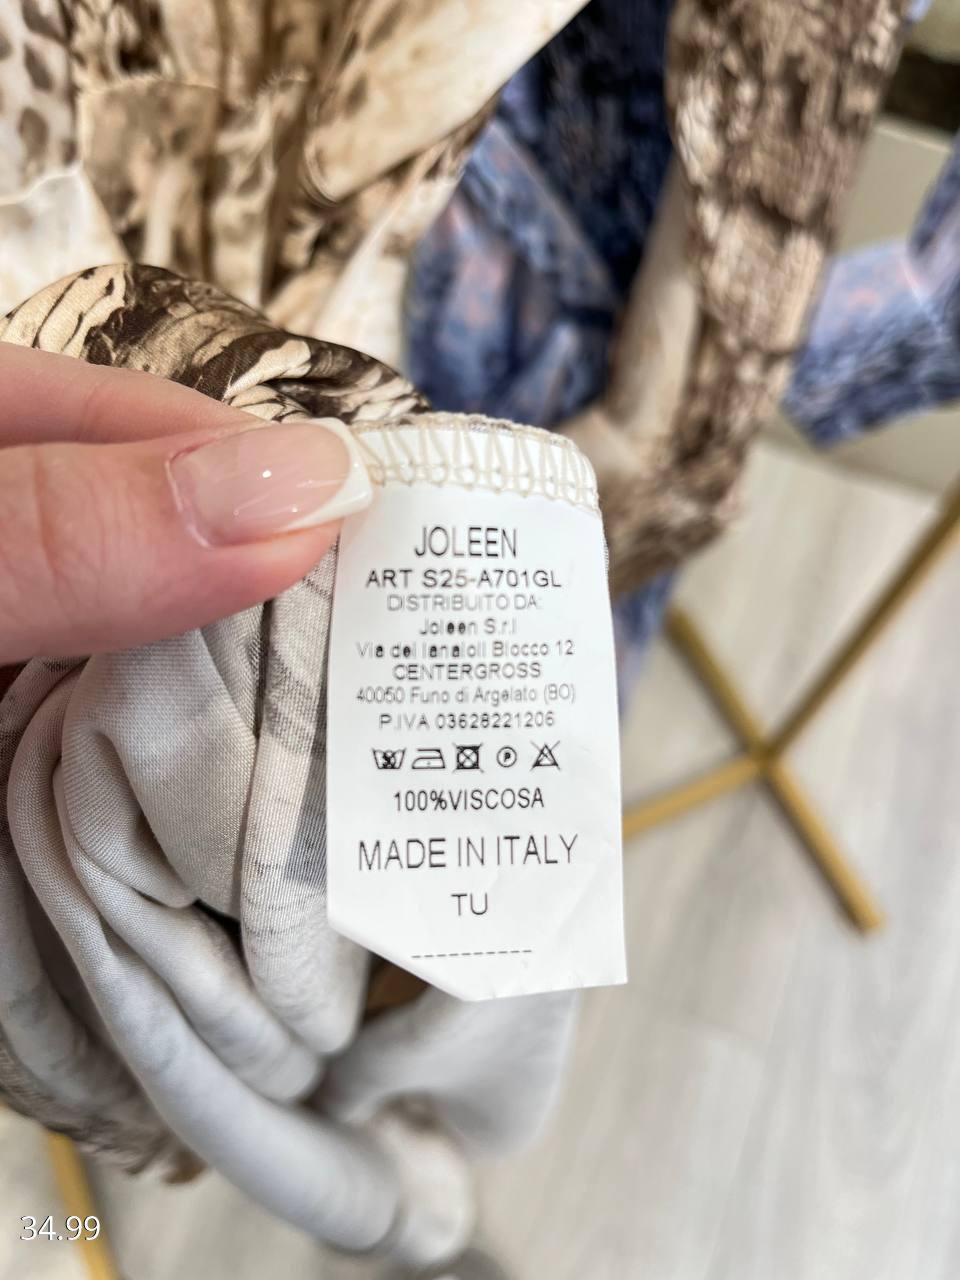 JOLEEN
ART S25-A701GL
DISTRIBUITO DA:
Joleen S.r.l
Via dei lanaioli Blocco 12
CENTERGROSS
40050 Funo di Argelato (BO)
P.IVA 03628221206
P
100%VISCOSA
MADE IN ITALY
TU
----------
34.99